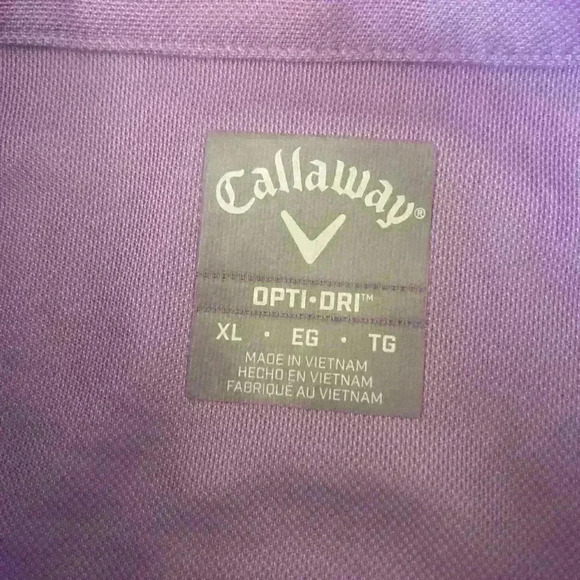 Callaway®
OPTI•DRI™
XL • EG • TG
MADE IN VIETNAM
HECHO EN VIETNAM
FABRIQUÉ AU VIETNAM